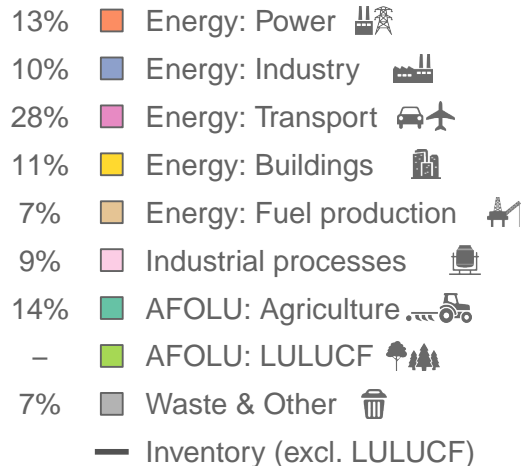 13% Energy: Power
10% Energy: Industry
28% Energy: Transport
11% Energy: Buildings
7% Energy: Fuel production
9% Industrial processes
14% AFOLU: Agriculture
– AFOLU: LULUCF
7% Waste & Other
Inventory (excl. LULUCF)